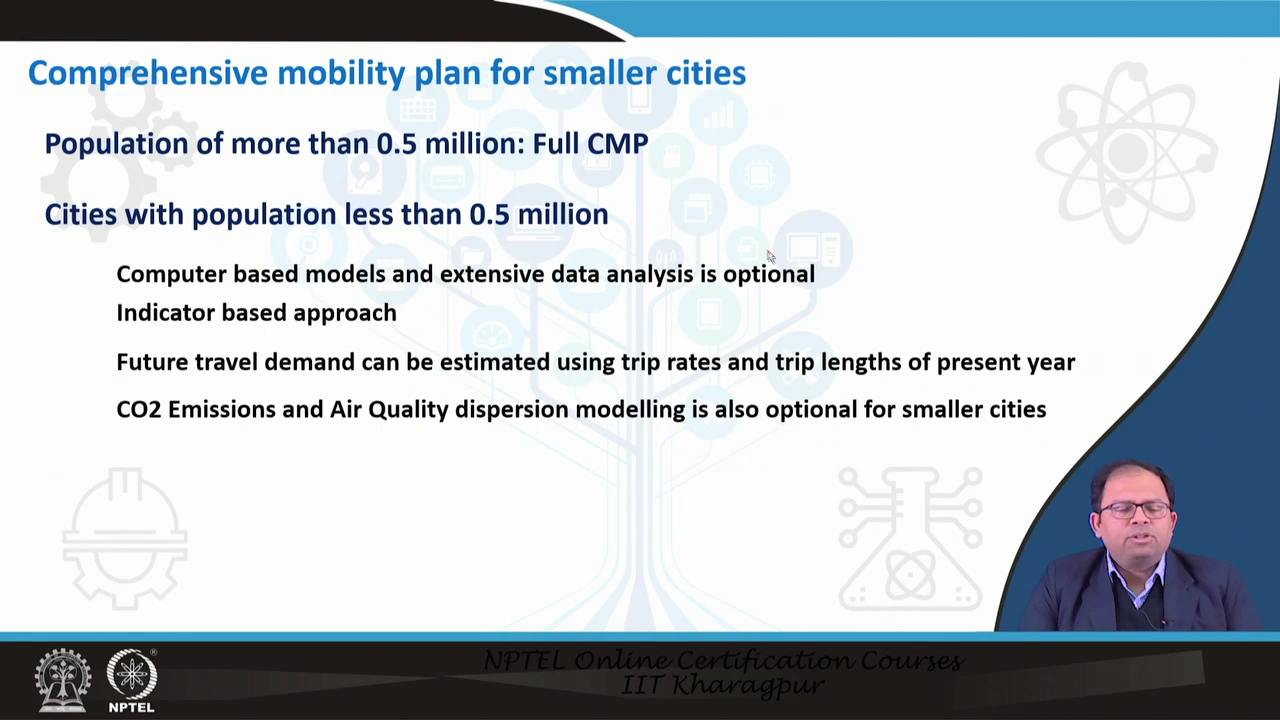 Comprehensive mobility plan for smaller cities
Population of more than 0.5 million: Full CMP
Cities with population less than 0.5 million
Computer based models and extensive data analysis is optional
Indicator based approach
Future travel demand can be estimated using trip rates and trip lengths of present year
CO2 Emissions and Air Quality dispersion modelling is also optional for smaller cities
NPTEL Online Certification Courses
IIT Kharagpur
NPTEL